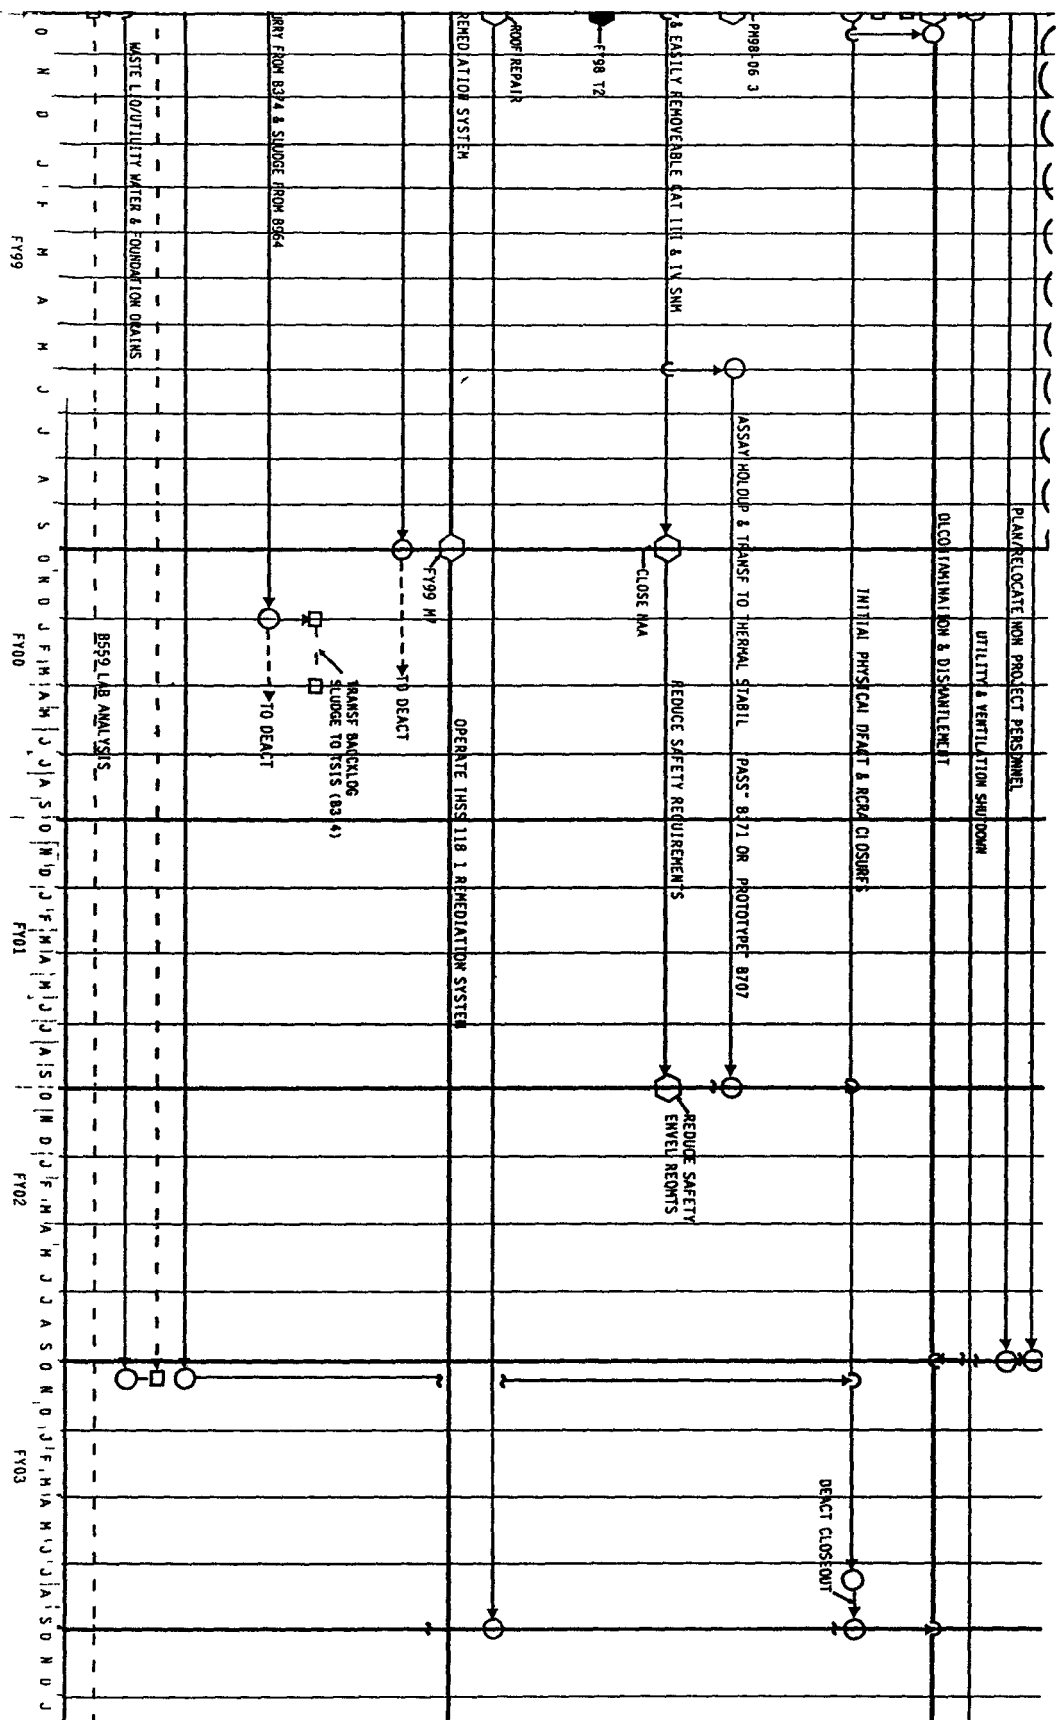 PLAN/RELOCATE NON PROJECT PERSONNEL
UTILITY & VENTILATION SHUTDOWN
DECONTAMINATION & DISMANTLEMENT
INITIAL PHYSICAL DEACT & RCRA CLOSURES
DEACT CLOSEOUT
PM98-06 3
ASSAY HOLDUP & TRANSF TO THERMAL STABIL "PASS" B371 OR PROTOTYPE" B707
& EASILY REMOVEABLE CAT III & IV SNM
REDUCE SAFETY REQUIREMENTS
REDUCE SAFETY
ENVEL REQMTS
CLOSE MAA
FY98 T2
ROOF REPAIR
REMEDIATION SYSTEM
OPERATE IHSS 118 1 REMEDIATION SYSTEM
FY99 M
TO DEACT
TRANSF BACKLOG
SLUDGE TO TSIS (B3 4)
URRY FROM B374 & SLUDGE FROM B964
TO DEACT
WASTE LIQ/UTILITY WATER & FOUNDATION DRAINS
B559 LAB ANALYSIS
O N D J F M A M J J A S O N D J F M A M J J A S O N D J F M A M J J A S O N D J F M A M J J A S O N D J F M A M J J A S O N D J
FY99 FY00 FY01 FY02 FY03